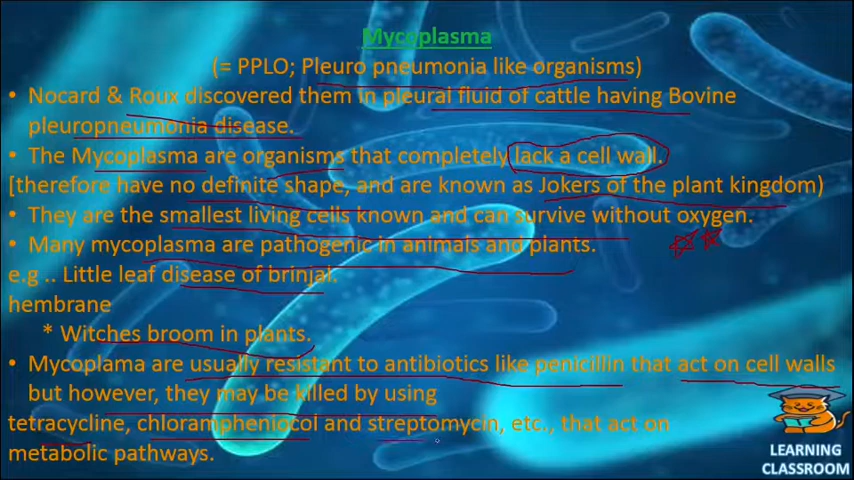 Mycoplasma
(= PPLO; Pleuro pneumonia like organisms)
• Nocard & Roux discovered them in pleural fluid of cattle having Bovine
pleuropneumonia disease.
• The Mycoplasma are organisms that completely lack a cell wall.
[therefore have no definite shape, and are known as Jokers of the plant kingdom)
• They are the smallest living cells known and can survive without oxygen.
• Many mycoplasma are pathogenic in animals and plants.
e.g .. Little leaf disease of brinjal.
hembrane
* Witches broom in plants.
• Mycoplama are usually resistant to antibiotics like penicillin that act on cell walls
but however, they may be killed by using
tetracycline, chlorampheniocol and streptomycin, etc., that act on
metabolic pathways.
LEARNING
CLASSROOM